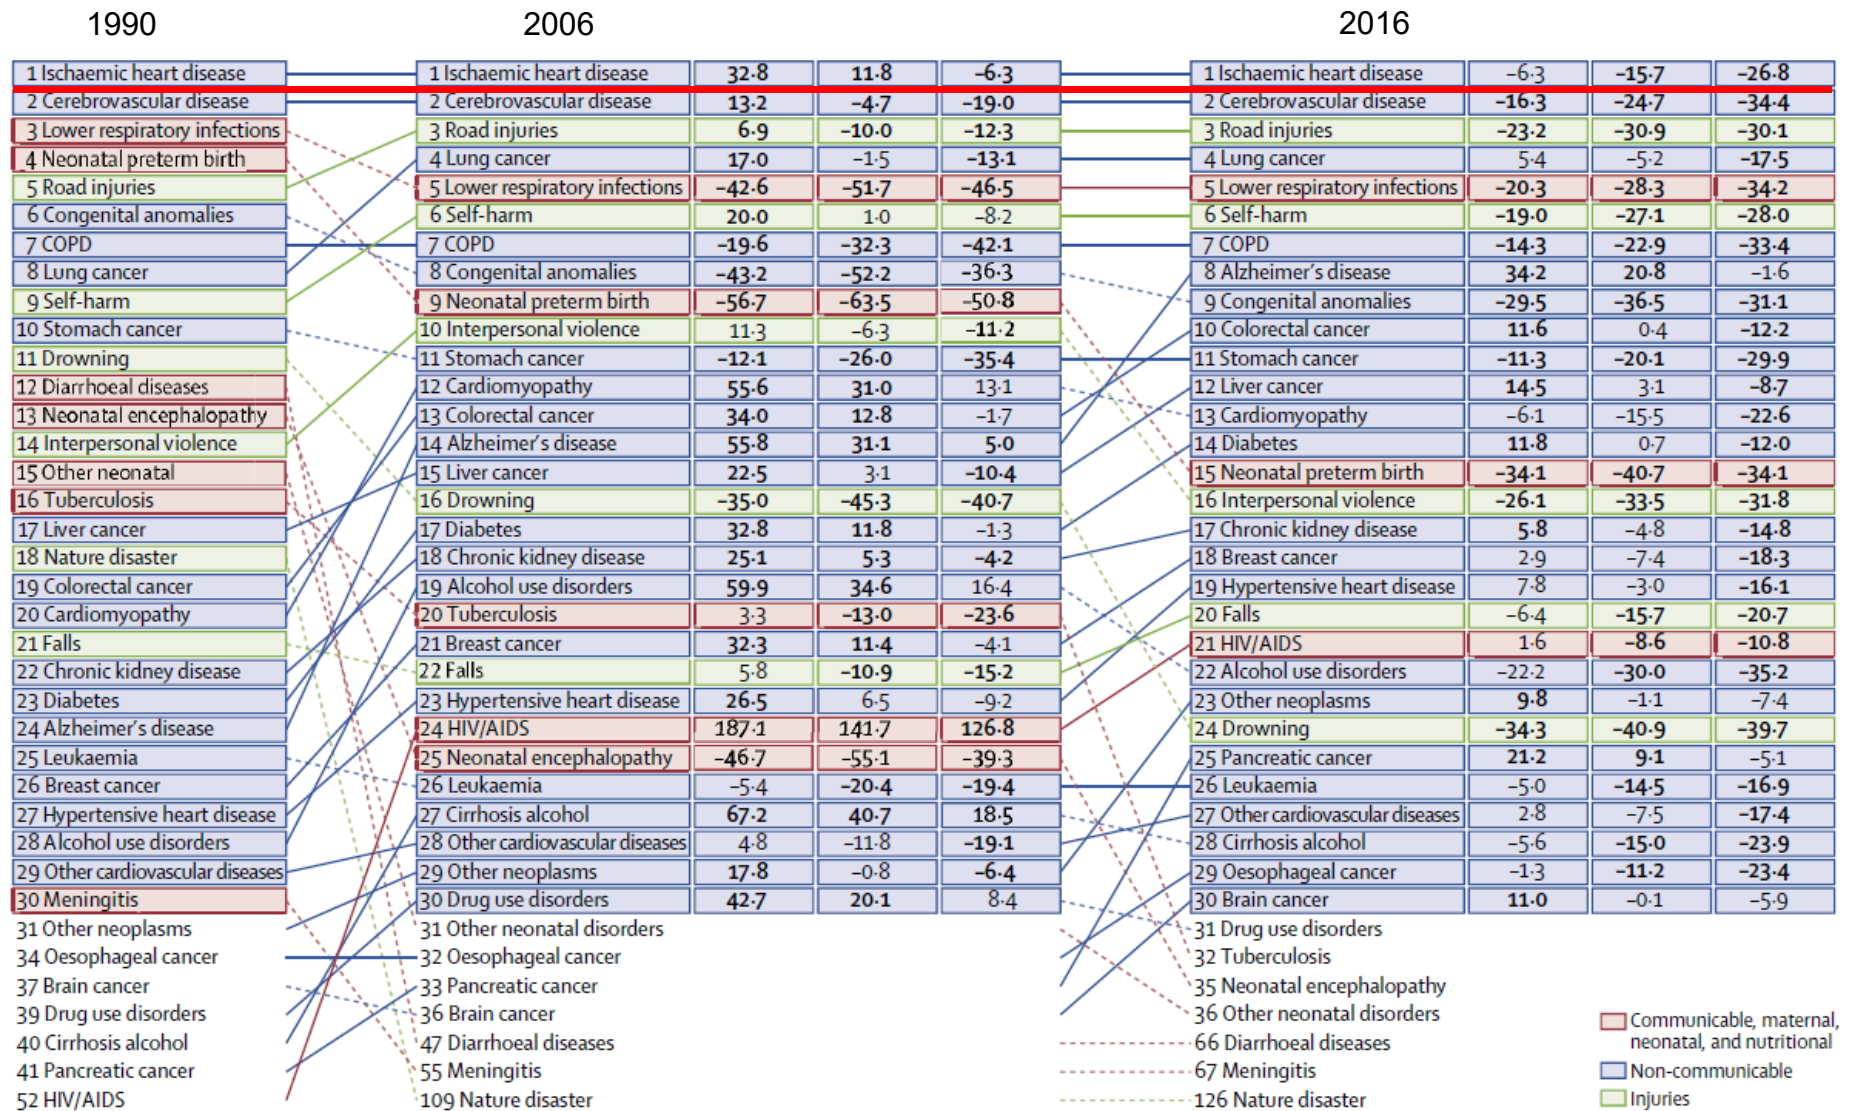 1990 2006 2016
1 Ischaemic heart disease 1 Ischaemic heart disease 32·8 11·8 –6·3 1 Ischaemic heart disease –6·3 –15·7 –26·8
2 Cerebrovascular disease 2 Cerebrovascular disease 13·2 –4·7 –19·0 2 Cerebrovascular disease –16·3 –24·7 –34·4
3 Lower respiratory infections 3 Road injuries 6·9 –10·0 –12·3 3 Road injuries –23·2 –30·9 –30·1
4 Neonatal preterm birth 4 Lung cancer 17·0 –1·5 –13·1 4 Lung cancer 5·4 –5·2 –17·5
5 Road injuries 5 Lower respiratory infections –42·6 –51·7 –46·5 5 Lower respiratory infections –20·3 –28·3 –34·2
6 Congenital anomalies 6 Self-harm 20·0 1·0 –8·2 6 Self-harm –19·0 –27·1 –28·0
7 COPD 7 COPD –19·6 –32·3 –42·1 7 COPD –14·3 –22·9 –33·4
8 Lung cancer 8 Congenital anomalies –43·2 –52·2 –36·3 8 Alzheimer's disease 34·2 20·8 –1·6
9 Self-harm 9 Neonatal preterm birth –56·7 –63·5 –50·8 9 Congenital anomalies –29·5 –36·5 –31·1
10 Stomach cancer 10 Interpersonal violence 11·3 –6·3 –11·2 10 Colorectal cancer 11·6 0·4 –12·2
11 Drowning 11 Stomach cancer –12·1 –26·0 –35·4 11 Stomach cancer –11·3 –20·1 –29·9
12 Diarrhoeal diseases 12 Cardiomyopathy 55·6 31·0 13·1 12 Liver cancer 14·5 3·1 –8·7
13 Neonatal encephalopathy 13 Colorectal cancer 34·0 12·8 –1·7 13 Cardiomyopathy –6·1 –15·5 –22·6
14 Interpersonal violence 14 Alzheimer's disease 55·8 31·1 5·0 14 Diabetes 11·8 0·7 –12·0
15 Other neonatal 15 Liver cancer 22·5 3·1 –10·4 15 Neonatal preterm birth –34·1 –40·7 –34·1
16 Tuberculosis 16 Drowning –35·0 –45·3 –40·7 16 Interpersonal violence –26·1 –33·5 –31·8
17 Liver cancer 17 Diabetes 32·8 11·8 –1·3 17 Chronic kidney disease 5·8 –4·8 –14·8
18 Nature disaster 18 Chronic kidney disease 25·1 5·3 –4·2 18 Breast cancer 2·9 –7·4 –18·3
19 Colorectal cancer 19 Alcohol use disorders 59·9 34·6 16·4 19 Hypertensive heart disease 7·8 –3·0 –16·1
20 Cardiomyopathy 20 Tuberculosis 3·3 –13·0 –23·6 20 Falls –6·4 –15·7 –20·7
21 Falls 21 Breast cancer 32·3 11·4 –4·1 21 HIV/AIDS 1·6 –8·6 –10·8
22 Chronic kidney disease 22 Falls 5·8 –10·9 –15·2 22 Alcohol use disorders –22·2 –30·0 –35·2
23 Diabetes 23 Hypertensive heart disease 26·5 6·5 –9·2 23 Other neoplasms 9·8 –1·1 –7·4
24 Alzheimer's disease 24 HIV/AIDS 187·1 141·7 126·8 24 Drowning –34·3 –40·9 –39·7
25 Leukaemia 25 Neonatal encephalopathy –46·7 –55·1 –39·3 25 Pancreatic cancer 21·2 9·1 –5·1
26 Breast cancer 26 Leukaemia –5·4 –20·4 –19·4 26 Leukaemia –5·0 –14·5 –16·9
27 Hypertensive heart disease 27 Cirrhosis alcohol 67·2 40·7 18·5 27 Other cardiovascular diseases 2·8 –7·5 –17·4
28 Alcohol use disorders 28 Other cardiovascular diseases 4·8 –11·8 –19·1 28 Cirrhosis alcohol –5·6 –15·0 –23·9
29 Other cardiovascular diseases 29 Other neoplasms 17·8 –0·8 –6·4 29 Oesophageal cancer –1·3 –11·2 –23·4
30 Meningitis 30 Drug use disorders 42·7 20·1 8·4 30 Brain cancer 11·0 –0·1 –5·9
31 Other neoplasms 31 Other neonatal disorders 31 Drug use disorders
34 Oesophageal cancer 32 Oesophageal cancer 32 Tuberculosis
37 Brain cancer 33 Pancreatic cancer 35 Neonatal encephalopathy
39 Drug use disorders 36 Brain cancer 36 Other neonatal disorders
40 Cirrhosis alcohol 47 Diarrhoeal diseases 66 Diarrhoeal diseases
41 Pancreatic cancer 55 Meningitis 67 Meningitis
52 HIV/AIDS 109 Nature disaster 126 Nature disaster
Communicable, maternal,
neonatal, and nutritional
Non-communicable
Injuries